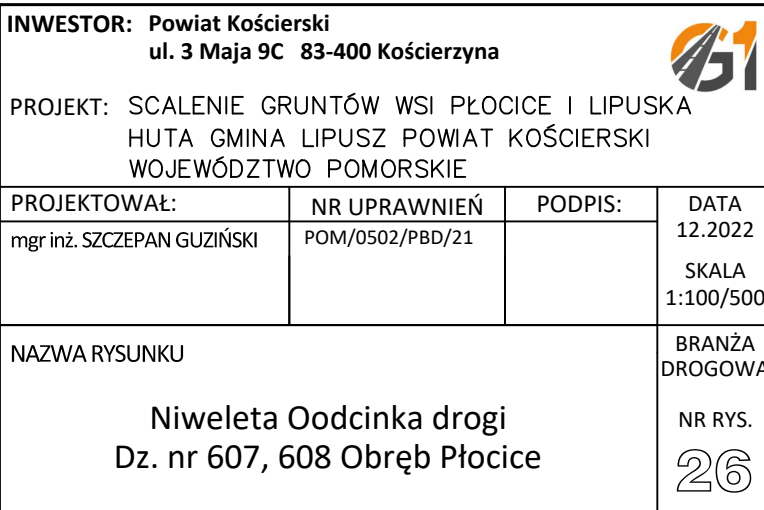 INWESTOR: Powiat Kościerski
ul. 3 Maja 9C 83-400 Kościerzyna
G1
PROJEKT: SCALENIE GRUNTÓW WSI PŁOCICE I LIPUSKA
HUTA GMINA LIPUSZ POWIAT KOŚCIERSKI
WOJEWÓDZTWO POMORSKIE
PROJEKTOWAŁ: NR UPRAWNIEŃ PODPIS: DATA
mgr inż. SZCZEPAN GUZIŃSKI POM/0502/PBD/21 12.2022
SKALA
1:100/500
NAZWA RYSUNKU
BRANŻA
DROGOWA
Niweleta Oodcinka drogi
Dz. nr 607, 608 Obręb Płocice
NR RYS.
26